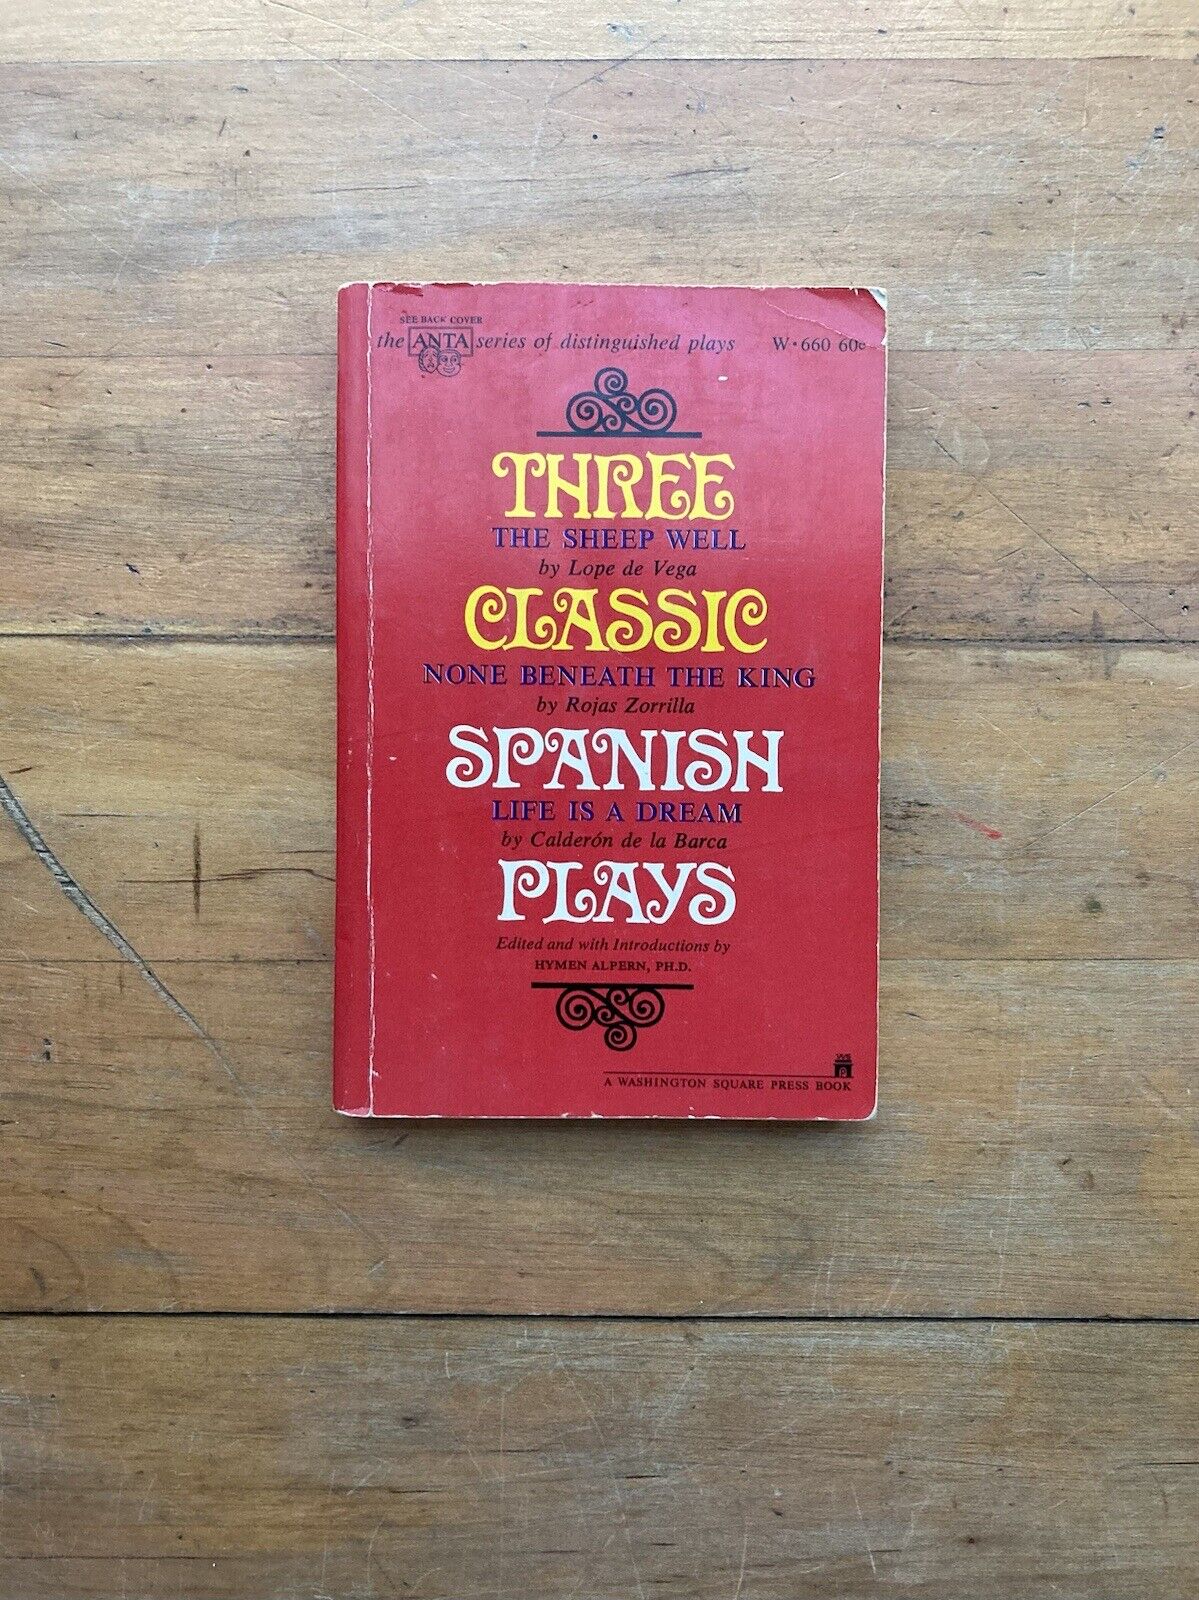 SEE BACK COVER
the ANTA series of distinguished plays W·660 60¢
THREE
THE SHEEP WELL
by Lope de Vega
CLASSIC
NONE BENEATH THE KING
by Rojas Zorrilla
SPANISH
LIFE IS A DREAM
by Calderón de la Barca
PLAYS
Edited and with Introductions by
HYMEN ALPERN, PH.D.
A WASHINGTON SQUARE PRESS BOOK